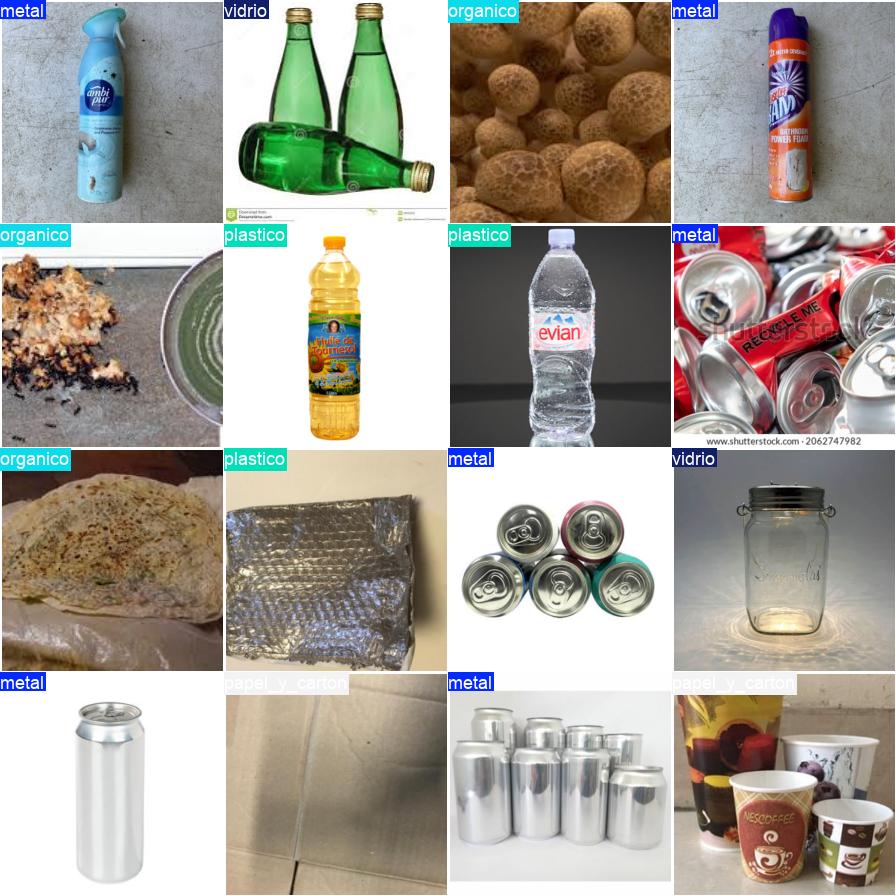 metal
vidrio
organico
metal
ambi
pur
AM
BATHROOM
POWER FOAM
organico
plastico
plastico
metal
Huile de
Tournesol
evian
RECYCLE ME
shutterstock
www.shutterstock.com · 2062747982
organico
plastico
metal
vidrio
metal
papel_y_carton
metal
papel_y_carton
NESCOFFEE